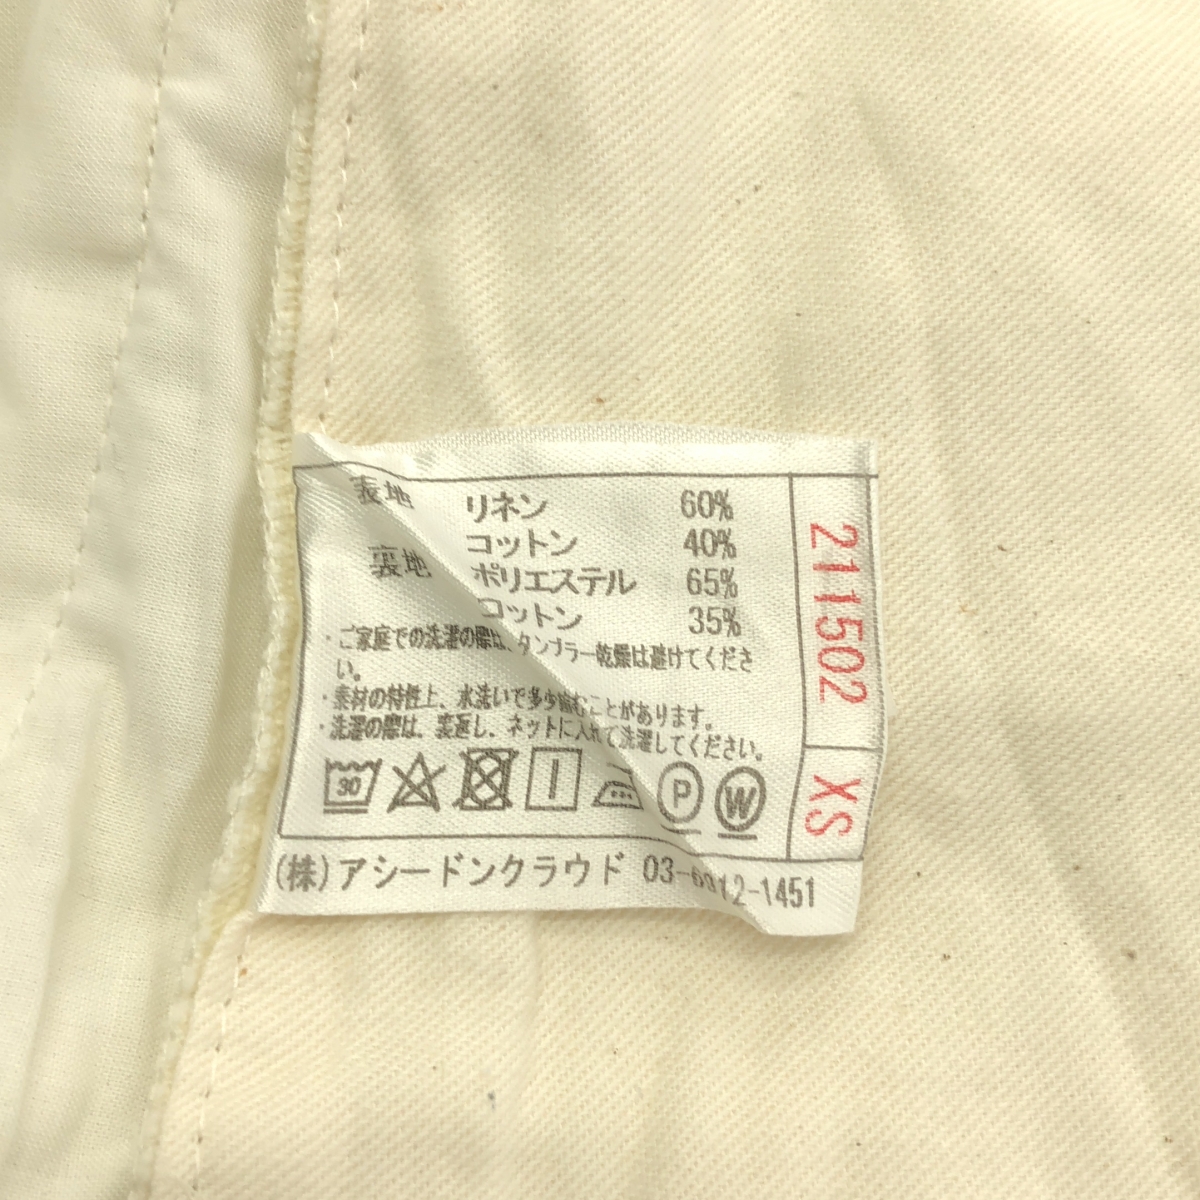 表地 リネン 60%
コットン 40%
裏地 ポリエステル 65%
コットン 35%
・ご家庭での洗濯の際は、タンブラー乾燥は避けてくださ
い。
・素材の特性上、水洗いで多少縮むことがあります。
・洗濯の際は、裏返し、ネットに入れて洗濯してください。
30
P
W
(株)アシードンクラウド 03-6912-1451
211502
XS